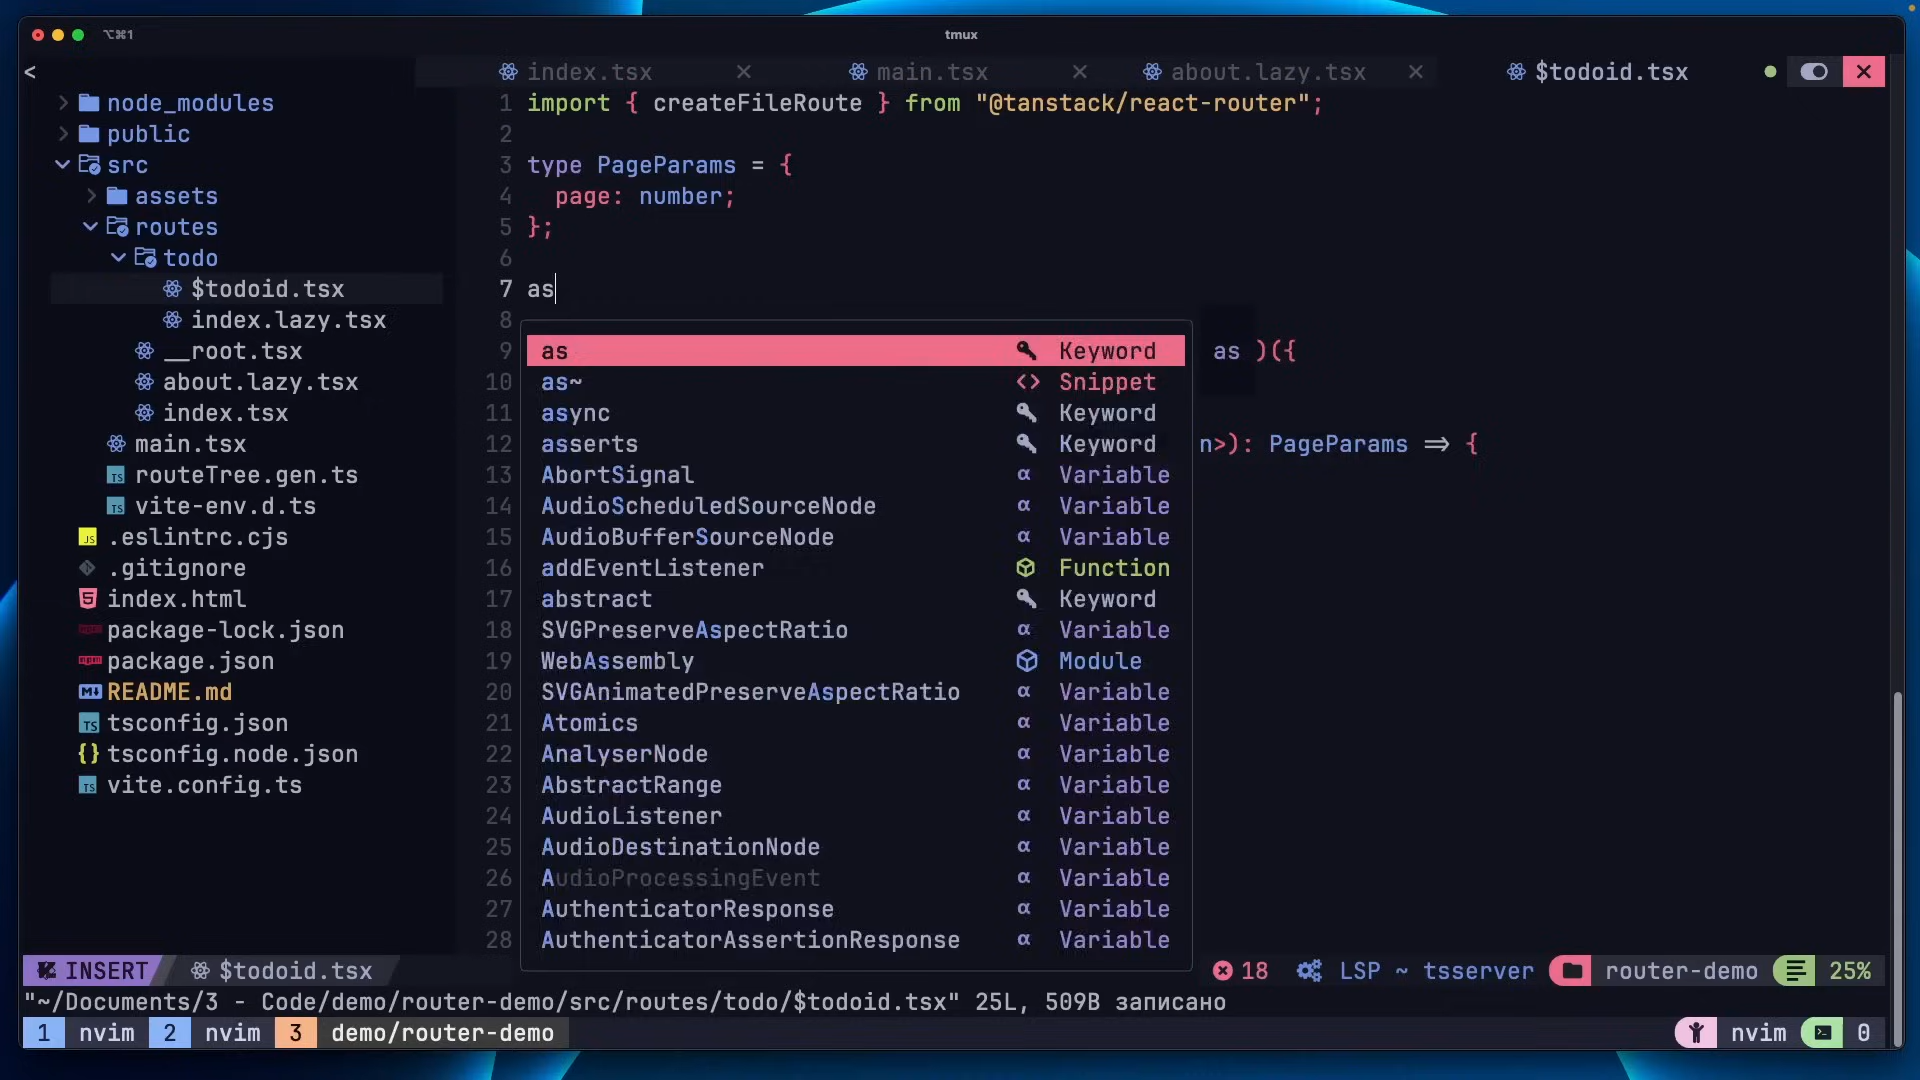 ⌥⌘1
tmux
<
index.tsx ×
main.tsx ×
about.lazy.tsx ×
$todoid.tsx
node_modules
public
src
assets
routes
todo
$todoid.tsx
index.lazy.tsx
__root.tsx
about.lazy.tsx
index.tsx
main.tsx
routeTree.gen.ts
vite-env.d.ts
.eslintrc.cjs
.gitignore
index.html
package-lock.json
package.json
README.md
tsconfig.json
tsconfig.node.json
vite.config.ts
1 import { createFileRoute } from "@tanstack/react-router";
2
3 type PageParams = {
4 page: number;
5 };
6
7 as
8
9 as )({
10
11
12 n>): PageParams ⇒ {
13
14
15
16
17
18
19
20
21
22
23
24
25
26
27
28
as Keyword
as~ Snippet
async Keyword
asserts Keyword
AbortSignal α Variable
AudioScheduledSourceNode α Variable
AudioBufferSourceNode α Variable
addEventListener Function
abstract Keyword
SVGPreserveAspectRatio α Variable
WebAssembly Module
SVGAnimatedPreserveAspectRatio α Variable
Atomics α Variable
AnalyserNode α Variable
AbstractRange α Variable
AudioListener α Variable
AudioDestinationNode α Variable
AudioProcessingEvent α Variable
AuthenticatorResponse α Variable
AuthenticatorAssertionResponse α Variable
INSERT $todoid.tsx 18 LSP ~ tsserver router-demo 25%
"~/Documents/3 - Code/demo/router-demo/src/routes/todo/$todoid.tsx" 25L, 509B записано
1 nvim 2 nvim 3 demo/router-demo nvim 0